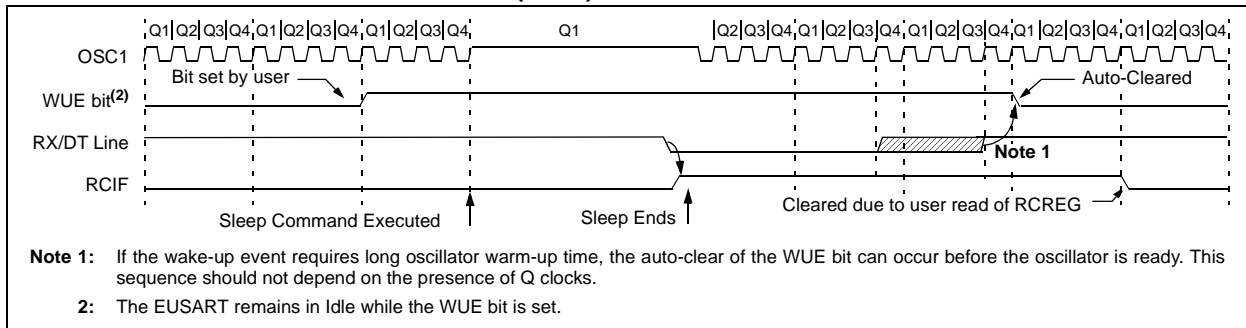 Q1 Q2 Q3 Q4 Q1 Q2 Q3 Q4 Q1 Q2 Q3 Q4 Q1 Q2 Q3 Q4 Q1 Q2 Q3 Q4 Q1 Q2 Q3 Q4 Q1 Q2 Q3 Q4 Q1 Q2 Q3 Q4
OSC1
Bit set by user
Auto-Cleared
WUE bit(2)
RX/DT Line
Note 1
RCIF
Cleared due to user read of RCREG
Sleep Command Executed
Sleep Ends
Note 1: If the wake-up event requires long oscillator warm-up time, the auto-clear of the WUE bit can occur before the oscillator is ready. This
sequence should not depend on the presence of Q clocks.
2: The EUSART remains in Idle while the WUE bit is set.